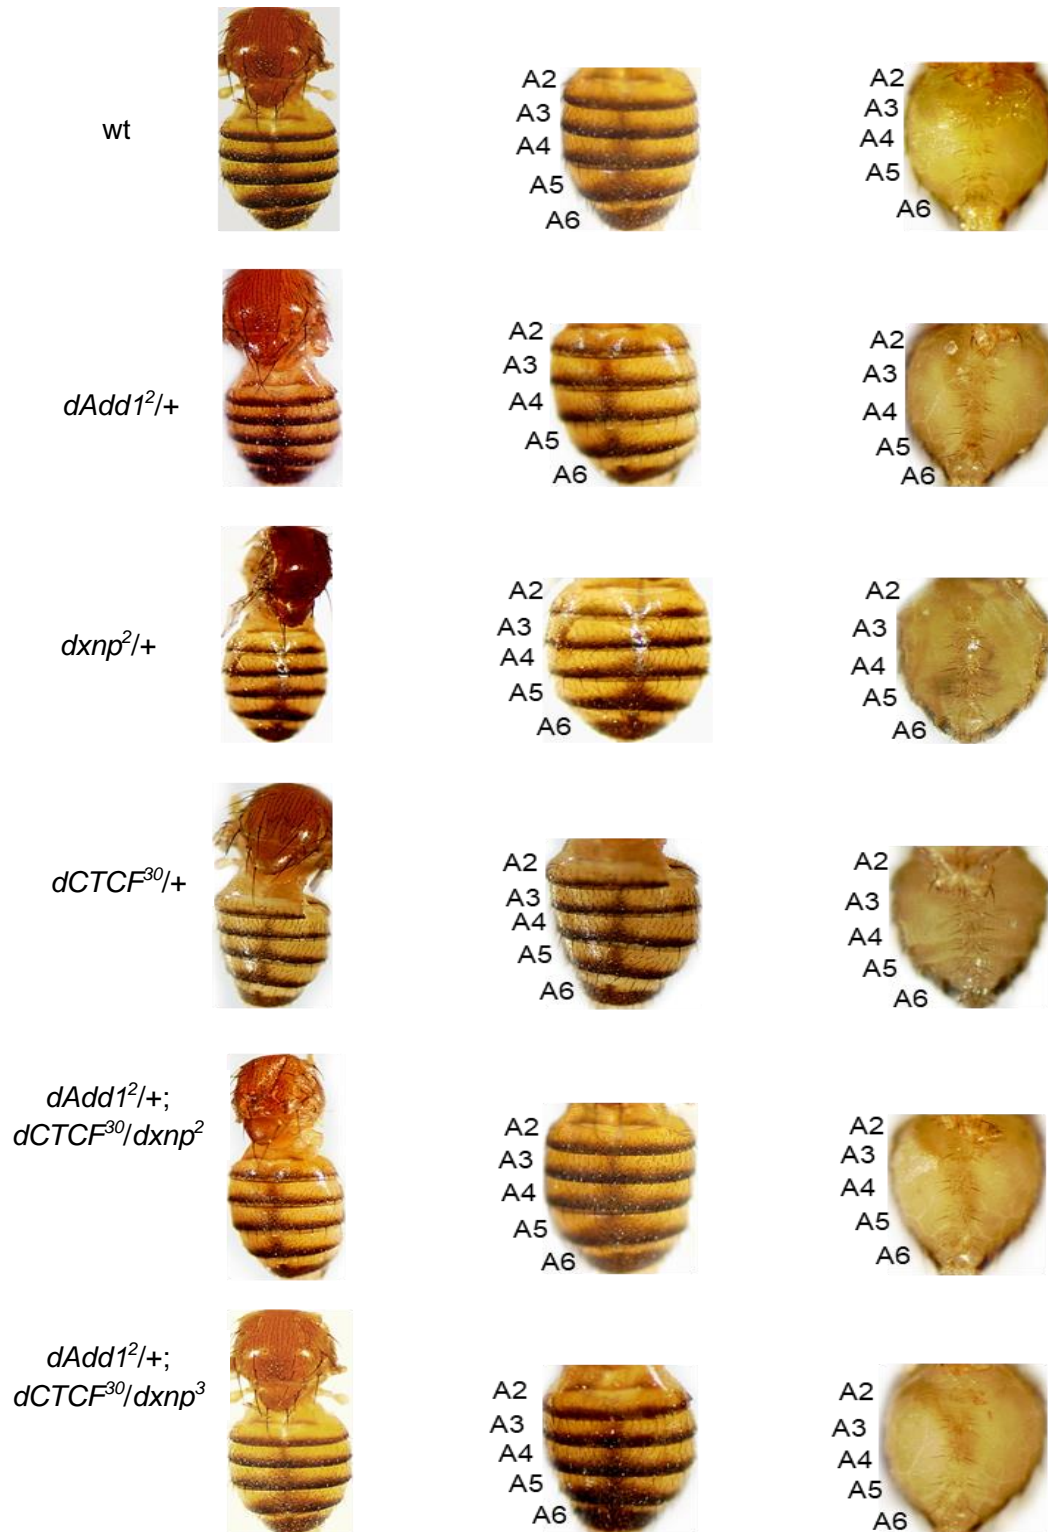 wt
A2
A3
A4
A5
A6
A2
A3
A4
A5
A6
dAdd1²/+
A2
A3
A4
A5
A6
A2
A3
A4
A5
A6
dxnp²/+
A2
A3
A4
A5
A6
A2
A3
A4
A5
A6
dCTCF³⁰/+
A2
A3
A4
A5
A6
A2
A3
A4
A5
A6
dAdd1²/+;
dCTCF³⁰/dxnp²
A2
A3
A4
A5
A6
A2
A3
A4
A5
A6
dAdd1²/+;
dCTCF³⁰/dxnp³
A2
A3
A4
A5
A6
A2
A3
A4
A5
A6